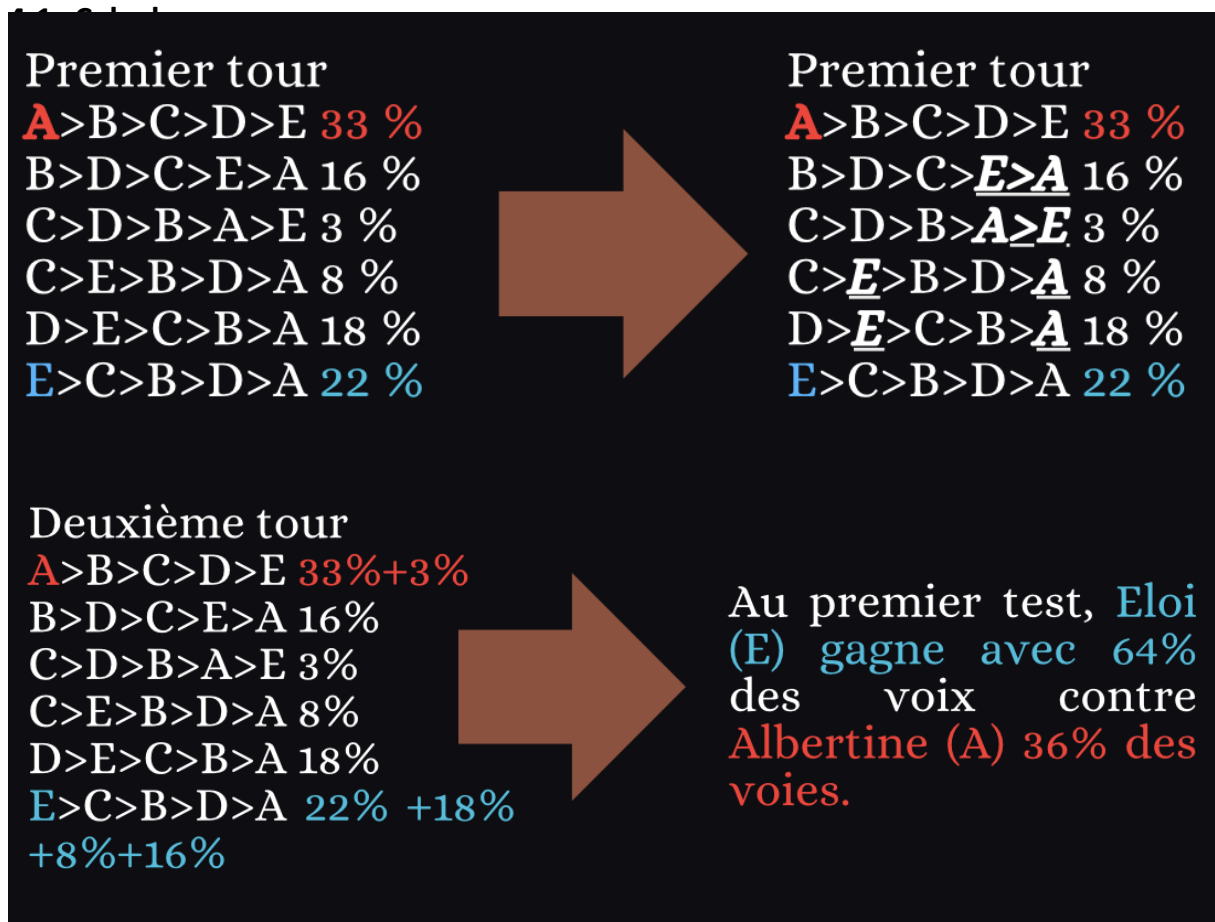 Premier tour
A>B>C>D>E 33 %
B>D>C>E>A 16 %
C>D>B>A>E 3 %
C>E>B>D>A 8 %
D>E>C>B>A 18 %
E>C>B>D>A 22 %
Premier tour
A>B>C>D>E 33 %
B>D>C>E>A 16 %
C>D>B>A>E 3 %
C>E>B>D>A 8 %
D>E>C>B>A 18 %
E>C>B>D>A 22 %
Deuxième tour
A>B>C>D>E 33%+3%
B>D>C>E>A 16%
C>D>B>A>E 3%
C>E>B>D>A 8%
D>E>C>B>A 18%
E>C>B>D>A 22% +18%
+8%+16%
Au premier test, Eloi
(E) gagne avec 64%
des voix contre
Albertine (A) 36% des
voies.